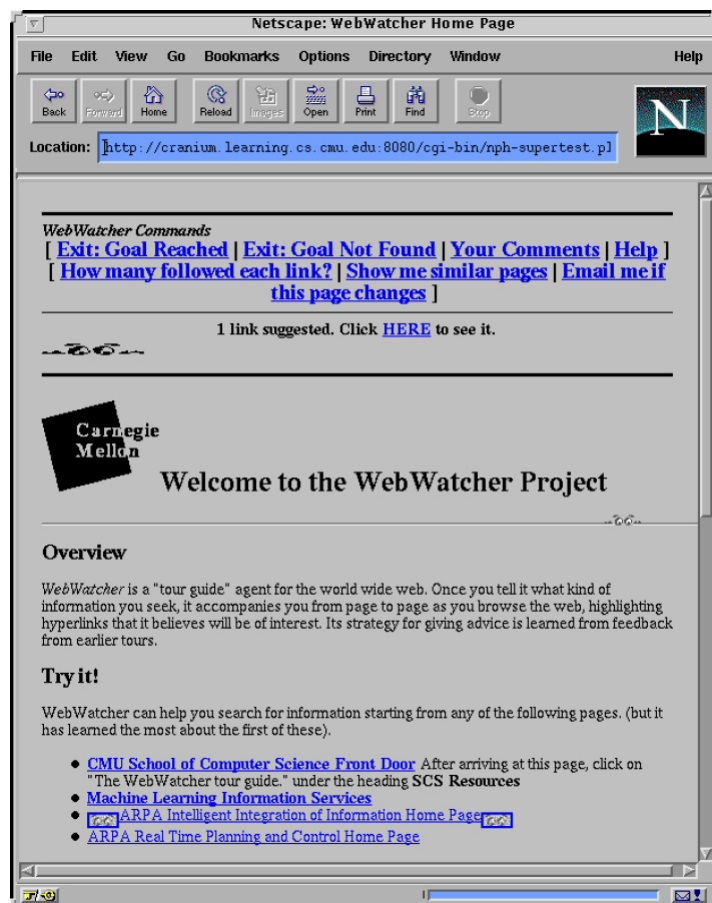 Netscape: WebWatcher Home Page
File Edit View Go Bookmarks Options Directory Window Help
Back Forward Home Reload Images Open Print Find Stop
N
Location: http://cranium.learning.cs.cmu.edu:8080/cgi-bin/nph-supertest.pl
WebWatcher Commands
[ Exit: Goal Reached | Exit: Goal Not Found | Your Comments | Help ]
[ How many followed each link? | Show me similar pages | Email me if
this page changes ]
1 link suggested. Click HERE to see it.
Carnegie
Mellon
Welcome to the WebWatcher Project
Overview
WebWatcher is a "tour guide" agent for the world wide web. Once you tell it what kind of
information you seek, it accompanies you from page to page as you browse the web, highlighting
hyperlinks that it believes will be of interest. Its strategy for giving advice is learned from feedback
from earlier tours.
Try it!
WebWatcher can help you search for information starting from any of the following pages. (but it
has learned the most about the first of these).
CMU School of Computer Science Front Door After arriving at this page, click on
"The WebWatcher tour guide." under the heading SCS Resources
Machine Learning Information Services
ARPA Intelligent Integration of Information Home Page
ARPA Real Time Planning and Control Home Page